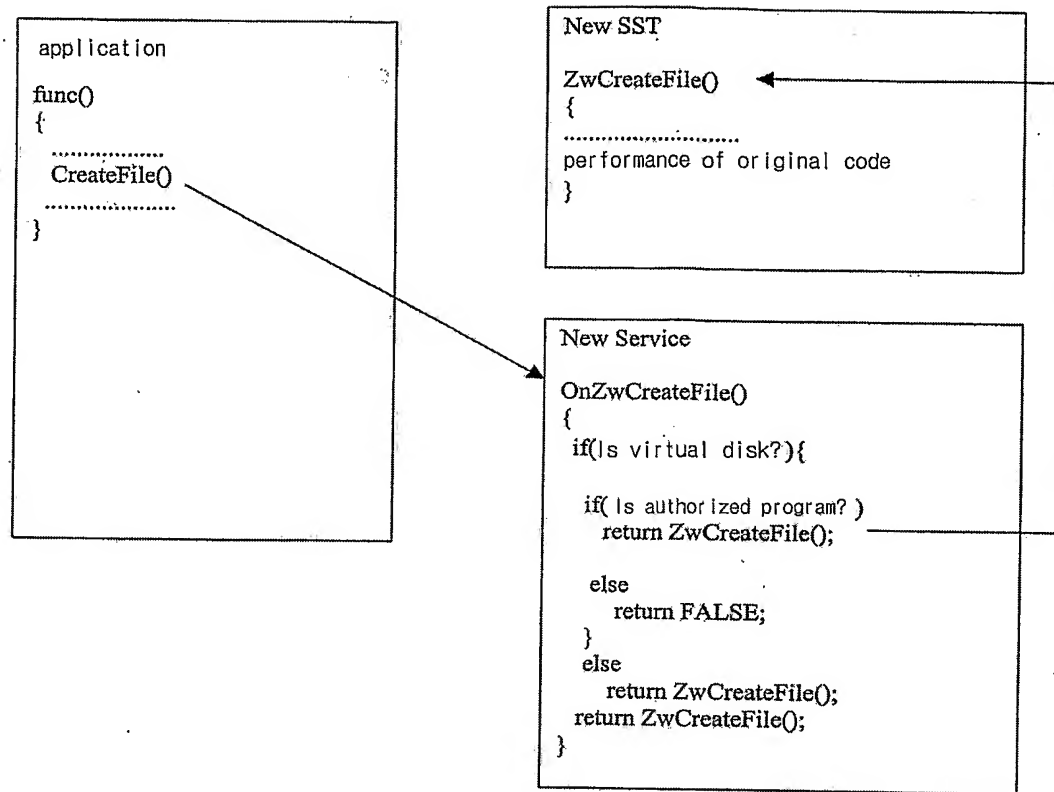 application
func()
{
...................
CreateFile()
......................
}
New SST
ZwCreateFile()
{
..............................
performance of original code
}
New Service
OnZwCreateFile()
{
if(Is virtual disk?){
if( Is authorized program? )
return ZwCreateFile();
else
return FALSE;
}
else
return ZwCreateFile();
return ZwCreateFile();
}